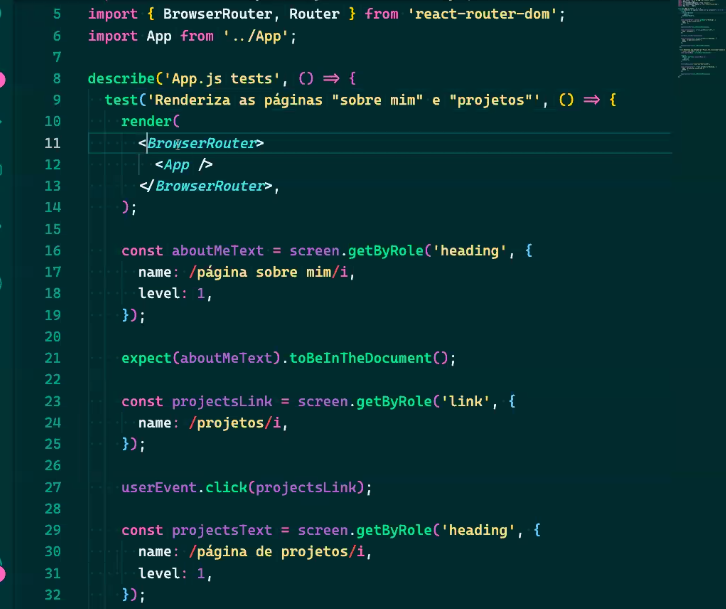 5 import { BrowserRouter, Router } from 'react-router-dom';
6 import App from '../App';
7
8 describe('App.js tests', () => {
9 test('Renderiza as páginas "sobre mim" e "projetos"', () => {
10 render(
11 <BrowserRouter>
12 <App />
13 </BrowserRouter>,
14 );
15
16 const aboutMeText = screen.getByRole('heading', {
17 name: /página sobre mim/i,
18 level: 1,
19 });
20
21 expect(aboutMeText).toBeInTheDocument();
22
23 const projectsLink = screen.getByRole('link', {
24 name: /projetos/i,
25 });
26
27 userEvent.click(projectsLink);
28
29 const projectsText = screen.getByRole('heading', {
30 name: /página de projetos/i,
31 level: 1,
32 });